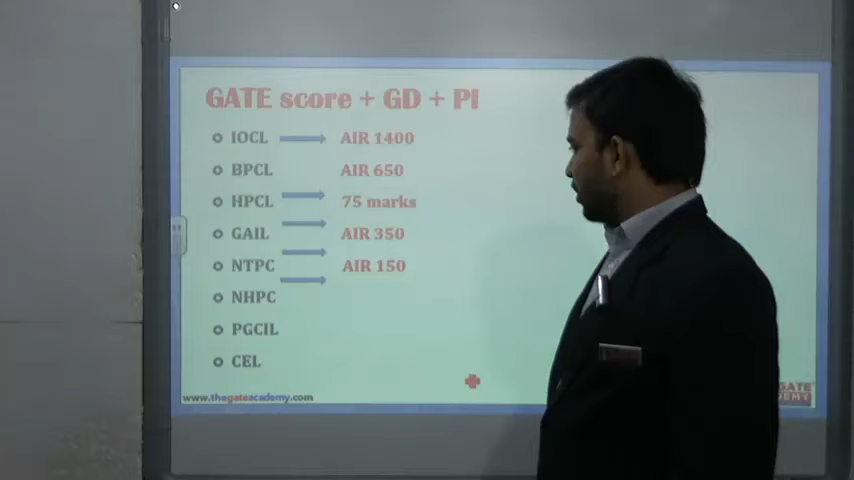 GATE score + GD + PI
IOCL AIR 1400
BPCL AIR 650
HPCL 75 marks
GAIL AIR 350
NTPC AIR 150
NHPC
PGCIL
CEL
www.thegateacademy.com
GATE